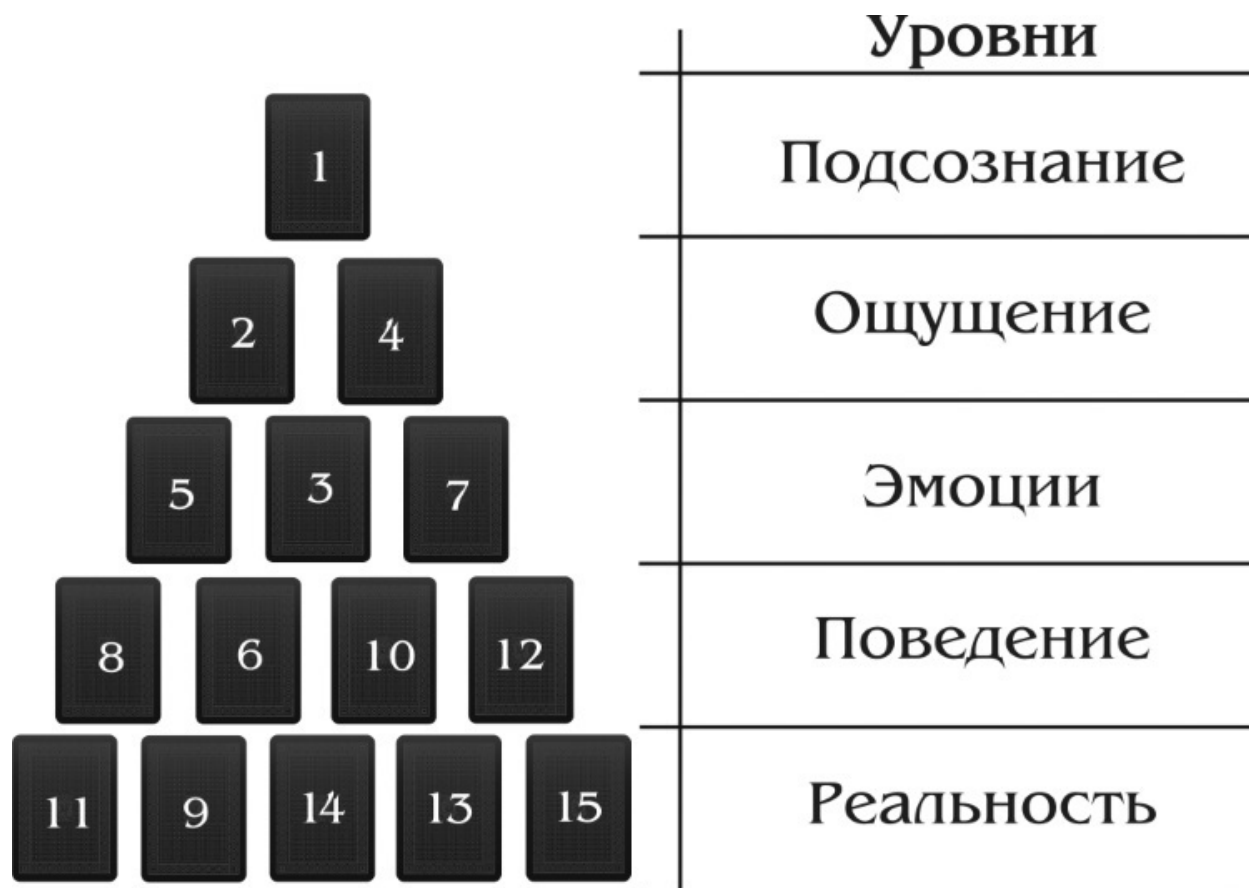 Уровни
1 Подсознание
2 4 Ощущение
5 3 7 Эмоции
8 6 10 12 Поведение
11 9 14 13 15 Реальность